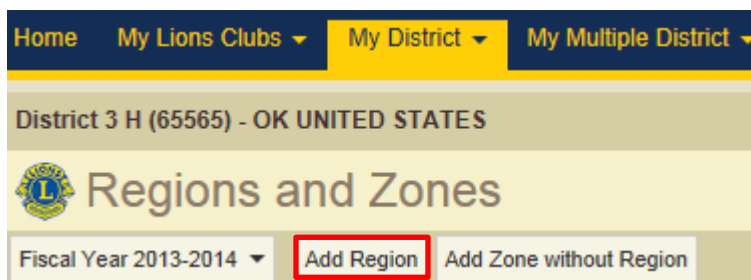 Home My Lions Clubs My District My Multiple District
District 3 H (65565) - OK UNITED STATES
Regions and Zones
Fiscal Year 2013-2014 Add Region Add Zone without Region